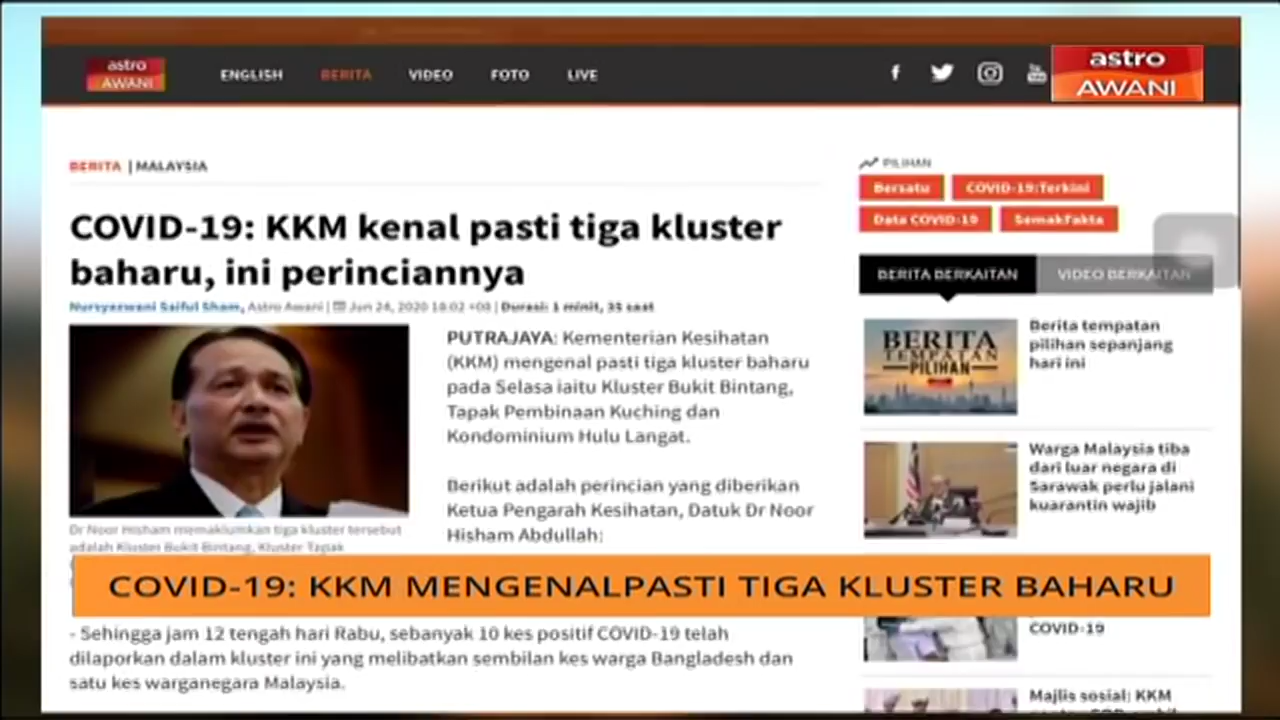 astro
AWANI
ENGLISH
BERITA
VIDEO
FOTO
LIVE
astro
AWANI
BERITA | MALAYSIA
COVID-19: KKM kenal pasti tiga kluster
baharu, ini perinciannya
Nursyazwani Saiful Sham, Astro Awani | Jun 24, 2020 18:02 +08 | Durasi: 1 minit, 35 saat
PUTRAJAYA: Kementerian Kesihatan
(KKM) mengenal pasti tiga kluster baharu
pada Selasa iaitu Kluster Bukit Bintang,
Tapak Pembinaan Kuching dan
Kondominium Hulu Langat.
Berikut adalah perincian yang diberikan
Ketua Pengarah Kesihatan, Datuk Dr Noor
Hisham Abdullah:
Dr Noor Hisham memaklumkan tiga kluster tersebut
adalah Kluster Bukit Bintang, Kluster Tapak
COVID-19: KKM MENGENALPASTI TIGA KLUSTER BAHARU
- Sehingga jam 12 tengah hari Rabu, sebanyak 10 kes positif COVID-19 telah
dilaporkan dalam kluster ini yang melibatkan sembilan kes warga Bangladesh dan
satu kes warganegara Malaysia.
PILIHAN
Bersatu
COVID-19:Terkini
Data COVID-19
SemakFakta
BERITA BERKAITAN
VIDEO BERKAITAN
BERITA
TEMPATAN
PILIHAN
Berita tempatan
pilihan sepanjang
hari ini
Warga Malaysia tiba
dari luar negara di
Sarawak perlu jalani
kuarantin wajib
COVID-19
Majlis sosial: KKM